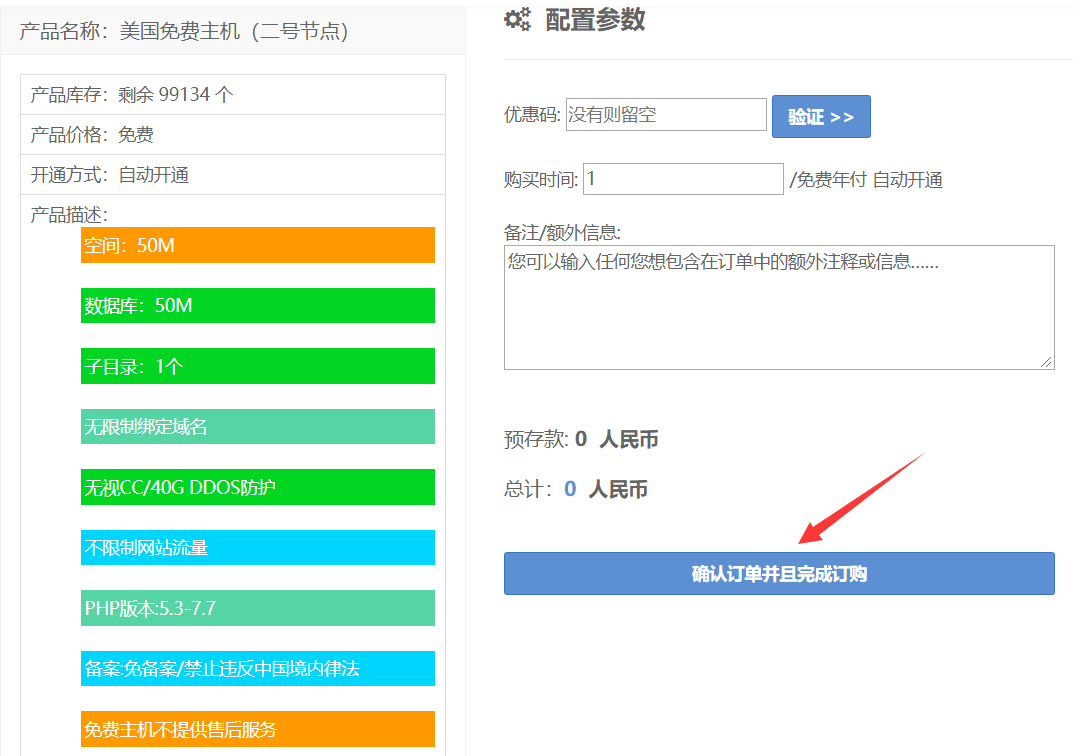 产品名称：美国免费主机（二号节点）
产品库存：剩余 99134 个
产品价格：免费
开通方式：自动开通
产品描述：
空间：50M
数据库：50M
子目录：1个
无限制绑定域名
无视CC/40G DDOS防护
不限制网站流量
PHP版本:5.3-7.7
备案:免备案/禁止违反中国境内律法
免费主机不提供售后服务
配置参数
优惠码: 没有则留空 验证 >>
购买时间: 1 /免费年付 自动开通
备注/额外信息:
您可以输入任何您想包含在订单中的额外注释或信息......
预存款: 0 人民币
总计：0 人民币
确认订单并且完成订购